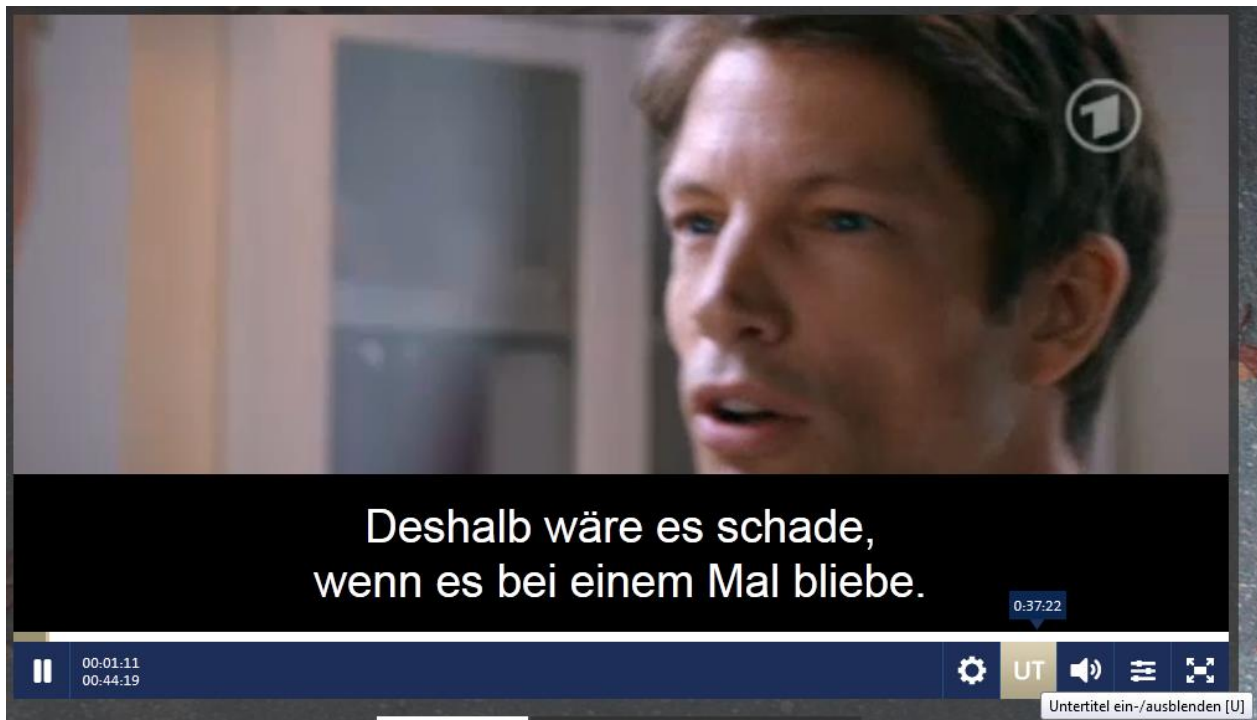 1
Deshalb wäre es schade,
wenn es bei einem Mal bliebe.
0:37:22
00:01:11
00:44:19
UT
Untertitel ein-/ausblenden [U]